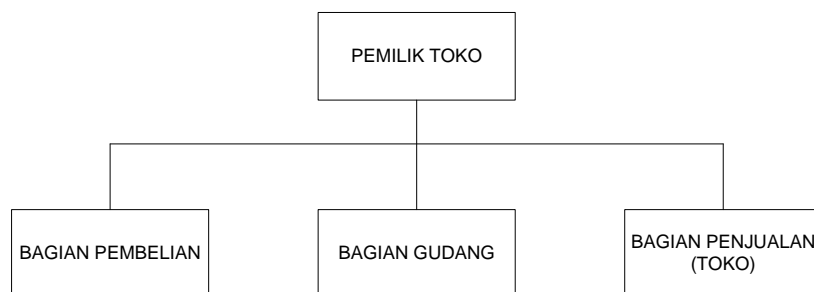 PEMILIK TOKO
BAGIAN PEMBELIAN
BAGIAN GUDANG
BAGIAN PENJUALAN
(TOKO)